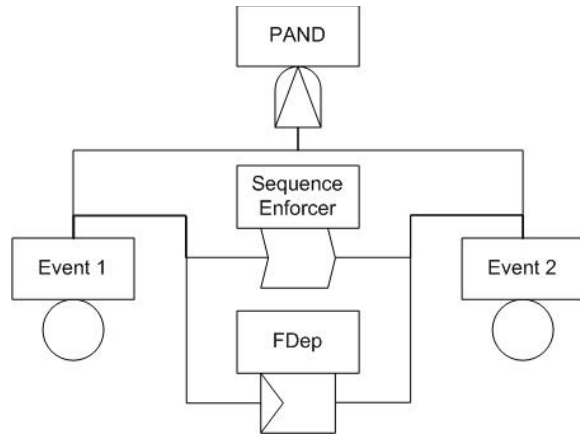 PAND
Sequence
Enforcer
Event 1
Event 2
FDep